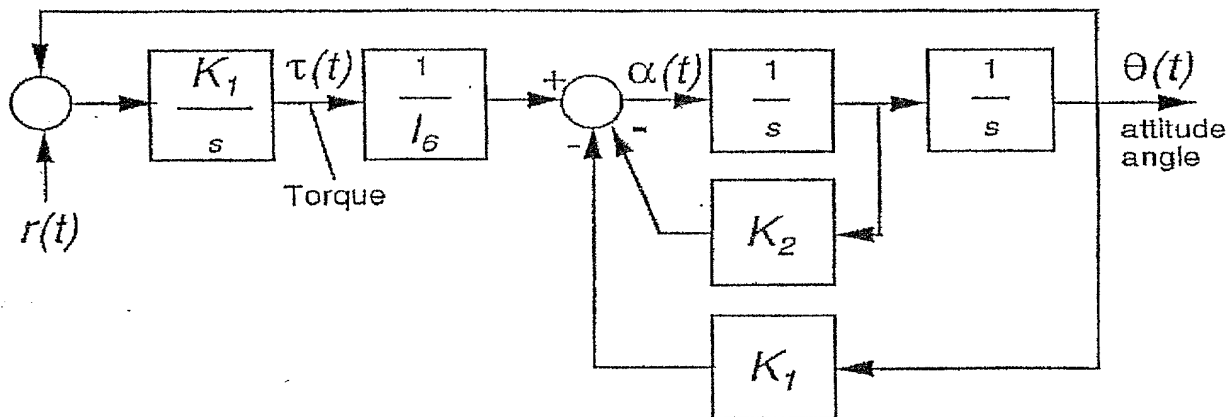 K₁
s
τ(t)
1
I₆
+
α(t)
1
s
1
s
θ(t)
attitude
angle
-
-
Torque
r(t)
K₂
K₁